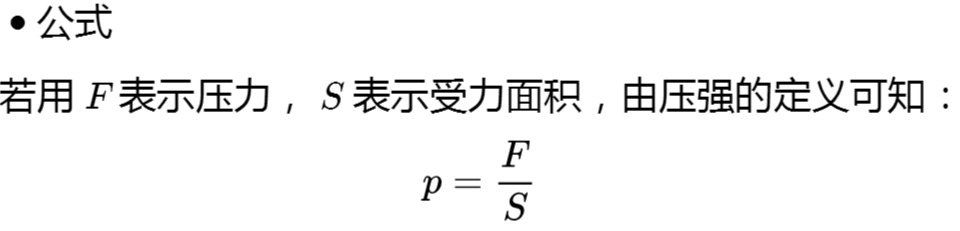 • 公式
若用 F 表示压力，S 表示受力面积，由压强的定义可知：
p = F/S